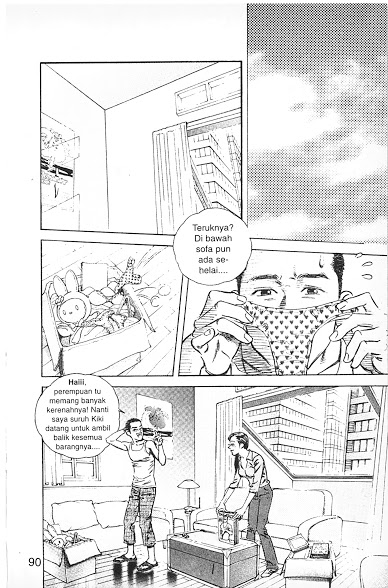 Teruknya?
Di bawah
sofa pun
ada se-
helai....
Haiii,
perempuan tu
memang banyak
kerenahnya! Nanti
saya suruh Kiki
datang untuk ambil
balik kesemua
barangnya....
90